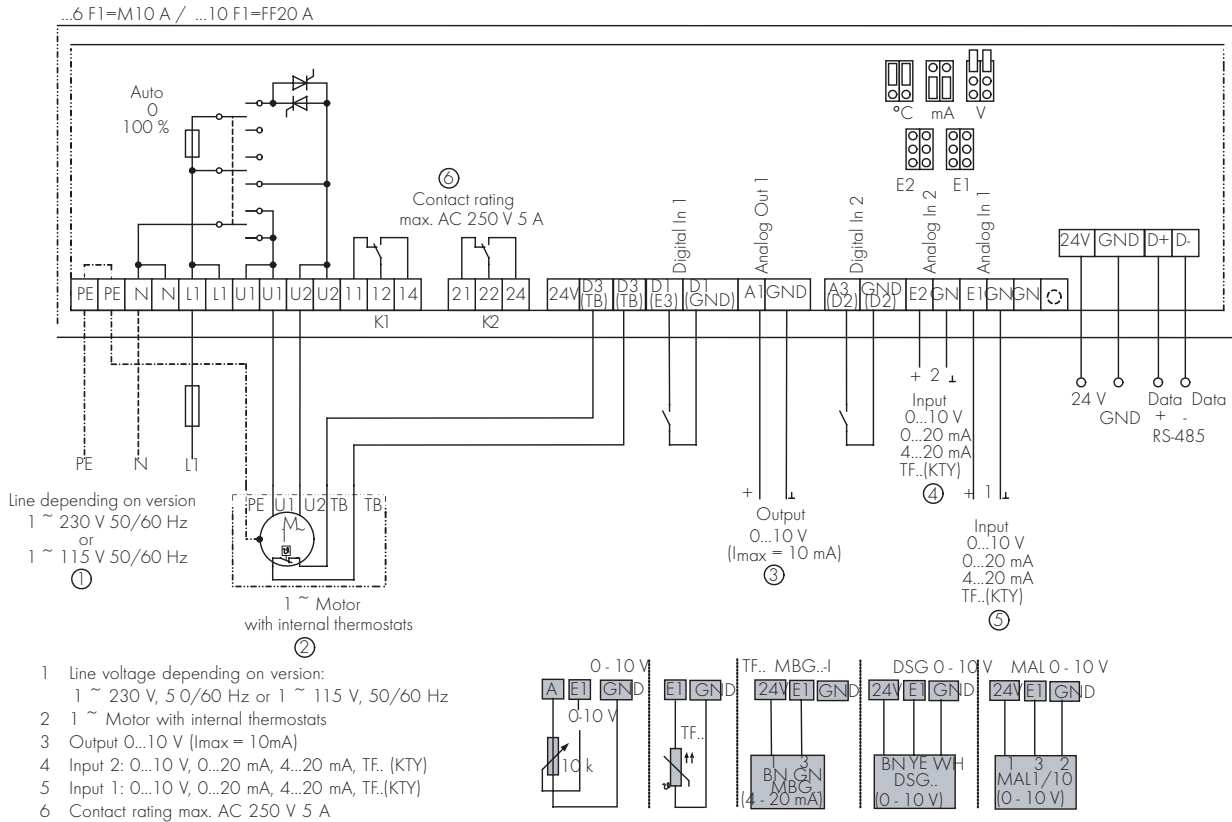 ...6 F1=M10 A / ...10 F1=FF20 A
Auto
0
100 %
°C mA V
E2 E1
6
Contact rating
max. AC 250 V 5 A
Digital In 1
Analog Out 1
Digital In 2
Analog In 2
Analog In 1
24V GND D+ D-
PE PE N N L1 L1 U1 U1 U2 U2 11 12 14
K1
21 22 24
K2
24V D3 (TB) D3 (TB) D1 (E3) D1 (GND)
A1 GND
A3 (D2) GND (D2) E2 GN E1 GN GN
24 V
GND
Data +
Data -
RS-485
+ 2 ⊥
Input
0...10 V
0...20 mA
4...20 mA
TF..(KTY)
4
+ 1 ⊥
Input
0...10 V
0...20 mA
4...20 mA
TF..(KTY)
5
+ ⊥
Output
0...10 V
(Imax = 10 mA)
3
PE N L1
Line depending on version
1 ~ 230 V 50/60 Hz
or
1 ~ 115 V 50/60 Hz
1
PE U1 U2 TB TB
M
1~
1 ~ Motor
with internal thermostats
2
1 Line voltage depending on version:
1 ~ 230 V, 5 0/60 Hz or 1 ~ 115 V, 50/60 Hz
2 1 ~ Motor with internal thermostats
3 Output 0...10 V (Imax = 10mA)
4 Input 2: 0...10 V, 0...20 mA, 4...20 mA, TF.. (KTY)
5 Input 1: 0...10 V, 0...20 mA, 4...20 mA, TF..(KTY)
6 Contact rating max. AC 250 V 5 A
0 - 10 V
A E1 GND
0-10 V
10 k
E1 GND
TF..
TF.. MBG..-I
24V E1 GND
1 3
BN GN
MBG..
(4 - 20 mA)
DSG 0 - 10 V
24V E1 GND
BN YE WH
DSG..
(0 - 10 V)
MAL 0 - 10 V
24V E1 GND
1 3 2
MAL1/10
(0 - 10 V)